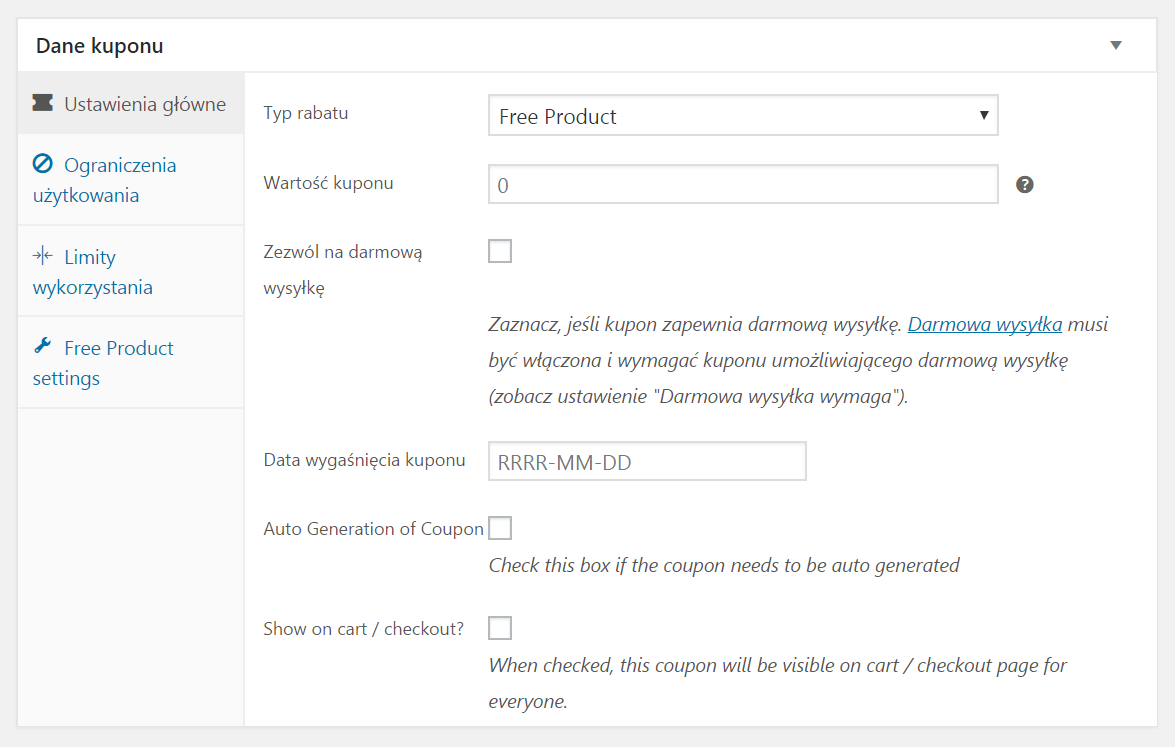 Dane kuponu
Ustawienia główne
Ograniczenia
użytkowania
Limity
wykorzystania
Free Product
settings
Typ rabatu
Free Product
Wartość kuponu
0
Zezwól na darmową
wysyłkę
Zaznacz, jeśli kupon zapewnia darmową wysyłkę. Darmowa wysyłka musi
być włączona i wymagać kuponu umożliwiającego darmową wysyłkę
(zobacz ustawienie "Darmowa wysyłka wymaga").
Data wygaśnięcia kuponu
RRRR-MM-DD
Auto Generation of Coupon
Check this box if the coupon needs to be auto generated
Show on cart / checkout?
When checked, this coupon will be visible on cart / checkout page for
everyone.